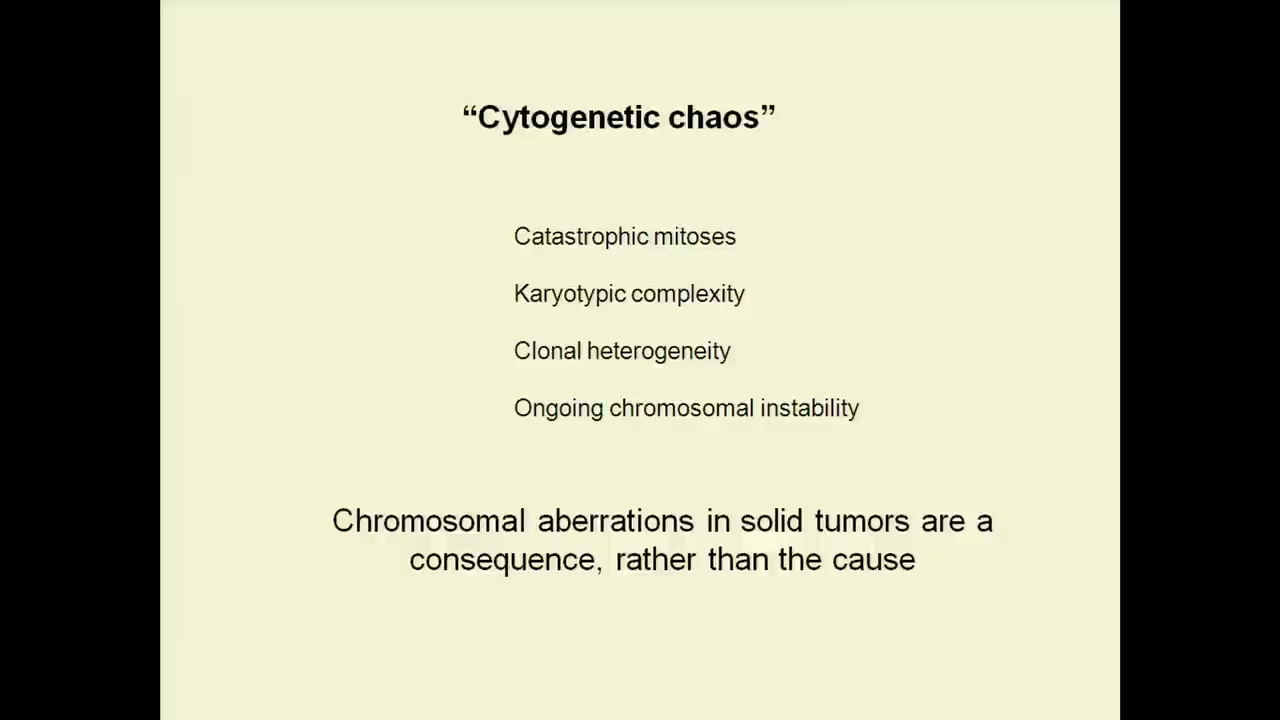 “Cytogenetic chaos”
Catastrophic mitoses
Karyotypic complexity
Clonal heterogeneity
Ongoing chromosomal instability
Chromosomal aberrations in solid tumors are a
consequence, rather than the cause